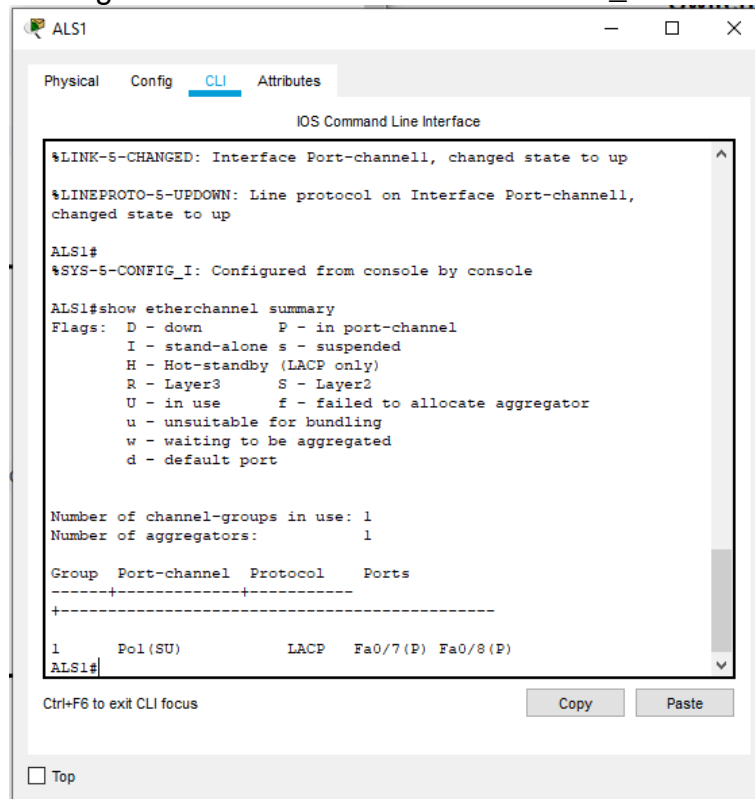 ALS1
Physical Config CLI Attributes
IOS Command Line Interface
%LINK-5-CHANGED: Interface Port-channel1, changed state to up
%LINEPROTO-5-UPDOWN: Line protocol on Interface Port-channel1,
changed state to up
ALS1#
%SYS-5-CONFIG_I: Configured from console by console
ALS1#show etherchannel summary
Flags:  D - down        P - in port-channel
        I - stand-alone s - suspended
        H - Hot-standby (LACP only)
        R - Layer3      S - Layer2
        U - in use      f - failed to allocate aggregator
        u - unsuitable for bundling
        w - waiting to be aggregated
        d - default port
Number of channel-groups in use: 1
Number of aggregators:           1
Group  Port-channel  Protocol    Ports
------+-------------+-----------
+----------------------------------------------
1      Po1(SU)           LACP   Fa0/7(P) Fa0/8(P)
ALS1#
Ctrl+F6 to exit CLI focus
Copy Paste
Top